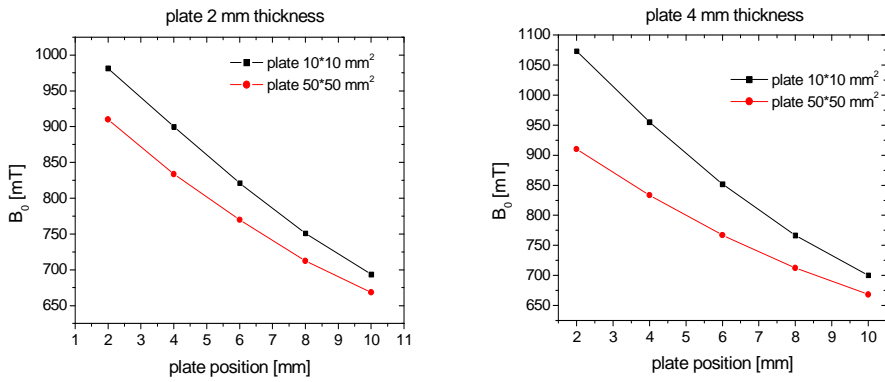 plate 2 mm thickness
plate 10*10 mm²
plate 50*50 mm²
1000
950
900
850
800
750
700
650
B₀ [mT]
1 2 3 4 5 6 7 8 9 10 11
plate position [mm]
plate 4 mm thickness
plate 10*10 mm²
plate 50*50 mm²
1100
1050
1000
950
900
850
800
750
700
650
B₀ [mT]
2 3 4 5 6 7 8 9 10
plate position [mm]